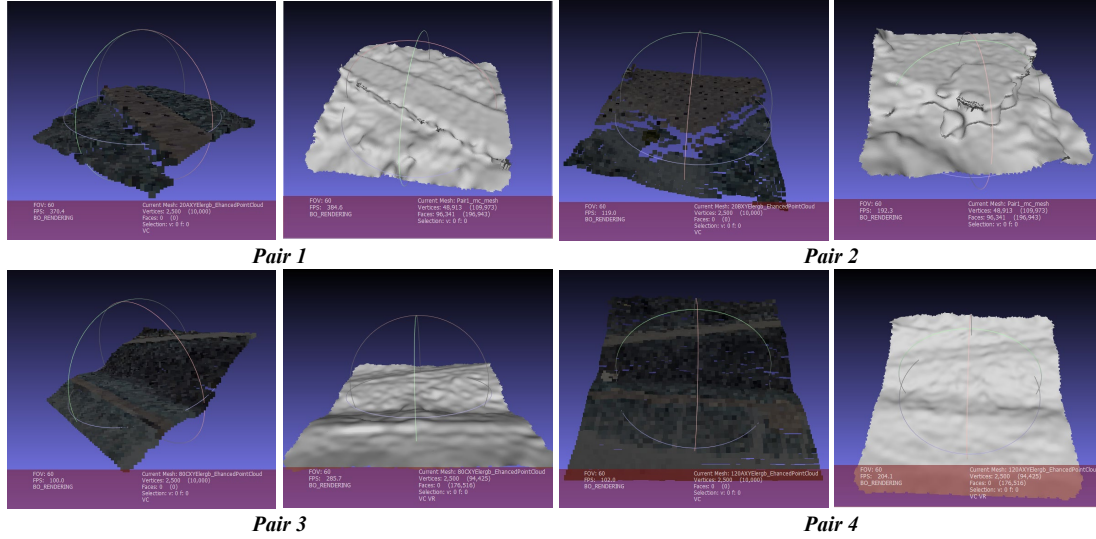 FOV: 60
FPS: 370.4
BO_RENDERING
Current Mesh: 20AXYElergb_EhancedPointCloud
Vertices: 2,500 (10,000)
Faces: 0 (0)
Selection: v: 0 f: 0
VC
FOV: 60
FPS: 384.6
BO_RENDERING
Current Mesh: Pair1_mc_mesh
Vertices: 48,913 (109,973)
Faces: 96,341 (196,943)
Selection: v: 0 f: 0
FOV: 60
FPS: 119.0
BO_RENDERING
Current Mesh: 20BXYElergb_EhancedPointCloud
Vertices: 2,500 (10,000)
Faces: 0 (0)
Selection: v: 0 f: 0
VC
FOV: 60
FPS: 192.3
BO_RENDERING
Current Mesh: Pair1_mc_mesh
Vertices: 48,913 (109,973)
Faces: 96,341 (196,943)
Selection: v: 0 f: 0
Pair 1
Pair 2
FOV: 60
FPS: 100.0
BO_RENDERING
Current Mesh: 80CXYElergb_EhancedPointCloud
Vertices: 2,500 (10,000)
Faces: 0 (0)
Selection: v: 0 f: 0
VC
FOV: 60
FPS: 285.7
BO_RENDERING
Current Mesh: 80CXYElergb_EhancedPointCloud
Vertices: 2,500 (94,425)
Faces: 0 (176,516)
Selection: v: 0 f: 0
VC VR
FOV: 60
FPS: 102.0
BO_RENDERING
Current Mesh: 120AXYElergb_EhancedPointCloud
Vertices: 2,500 (10,000)
Faces: 0 (0)
Selection: v: 0 f: 0
VC
FOV: 60
FPS: 204.1
BO_RENDERING
Current Mesh: 120AXYElergb_EhancedPointCloud
Vertices: 2,500 (94,425)
Faces: 0 (176,516)
Selection: v: 0 f: 0
VC VR
Pair 3
Pair 4